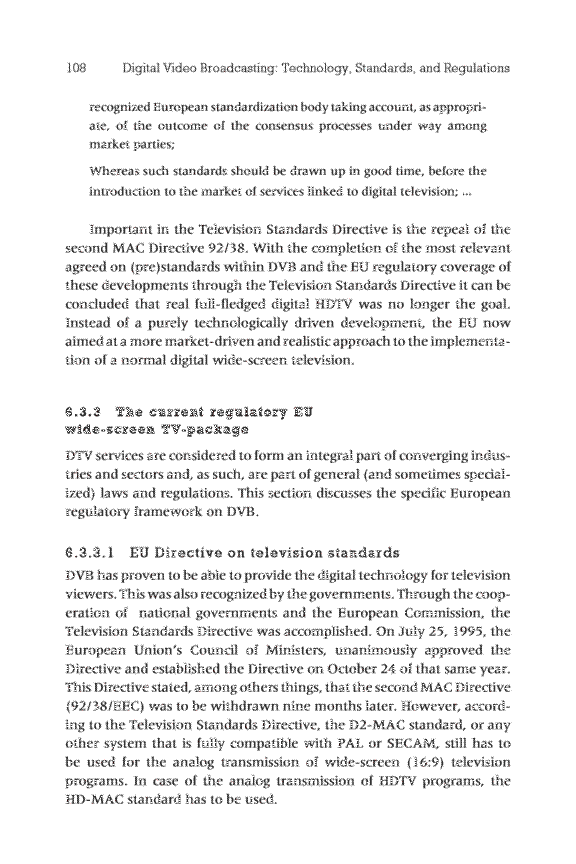 108 Digital Video Broadcasting: Technology, Standards, and Regulations
recognized European standardization body taking account, as appropri-
ate, of the outcome of the consensus processes under way among
market parties;
Whereas such standards should be drawn up in good time, before the
introduction to the market of services linked to digital television; ...
Important in the Television Standards Directive is the repeal of the
second MAC Directive 92/38. With the completion of the most relevant
agreed on (pre)standards within DVB and the EU regulatory coverage of
these developments through the Television Standards Directive it can be
concluded that real full-fledged digital HDTV was no longer the goal.
Instead of a purely technologically driven development, the EU now
aimed at a more market-driven and realistic approach to the implementa-
tion of a normal digital wide-screen television.
6.3.3 The current regulatory EU
wide-screen TV-package
DTV services are considered to form an integral part of converging indus-
tries and sectors and, as such, are part of general (and sometimes special-
ized) laws and regulations. This section discusses the specific European
regulatory framework on DVB.
6.3.3.1 EU Directive on television standards
DVB has proven to be able to provide the digital technology for television
viewers. This was also recognized by the governments. Through the coop-
eration of national governments and the European Commission, the
Television Standards Directive was accomplished. On July 25, 1995, the
European Union's Council of Ministers, unanimously approved the
Directive and established the Directive on October 24 of that same year.
This Directive stated, among others things, that the second MAC Directive
(92/38/EEC) was to be withdrawn nine months later. However, accord-
ing to the Television Standards Directive, the D2-MAC standard, or any
other system that is fully compatible with PAL or SECAM, still has to
be used for the analog transmission of wide-screen (16:9) television
programs. In case of the analog transmission of HDTV programs, the
HD-MAC standard has to be used.